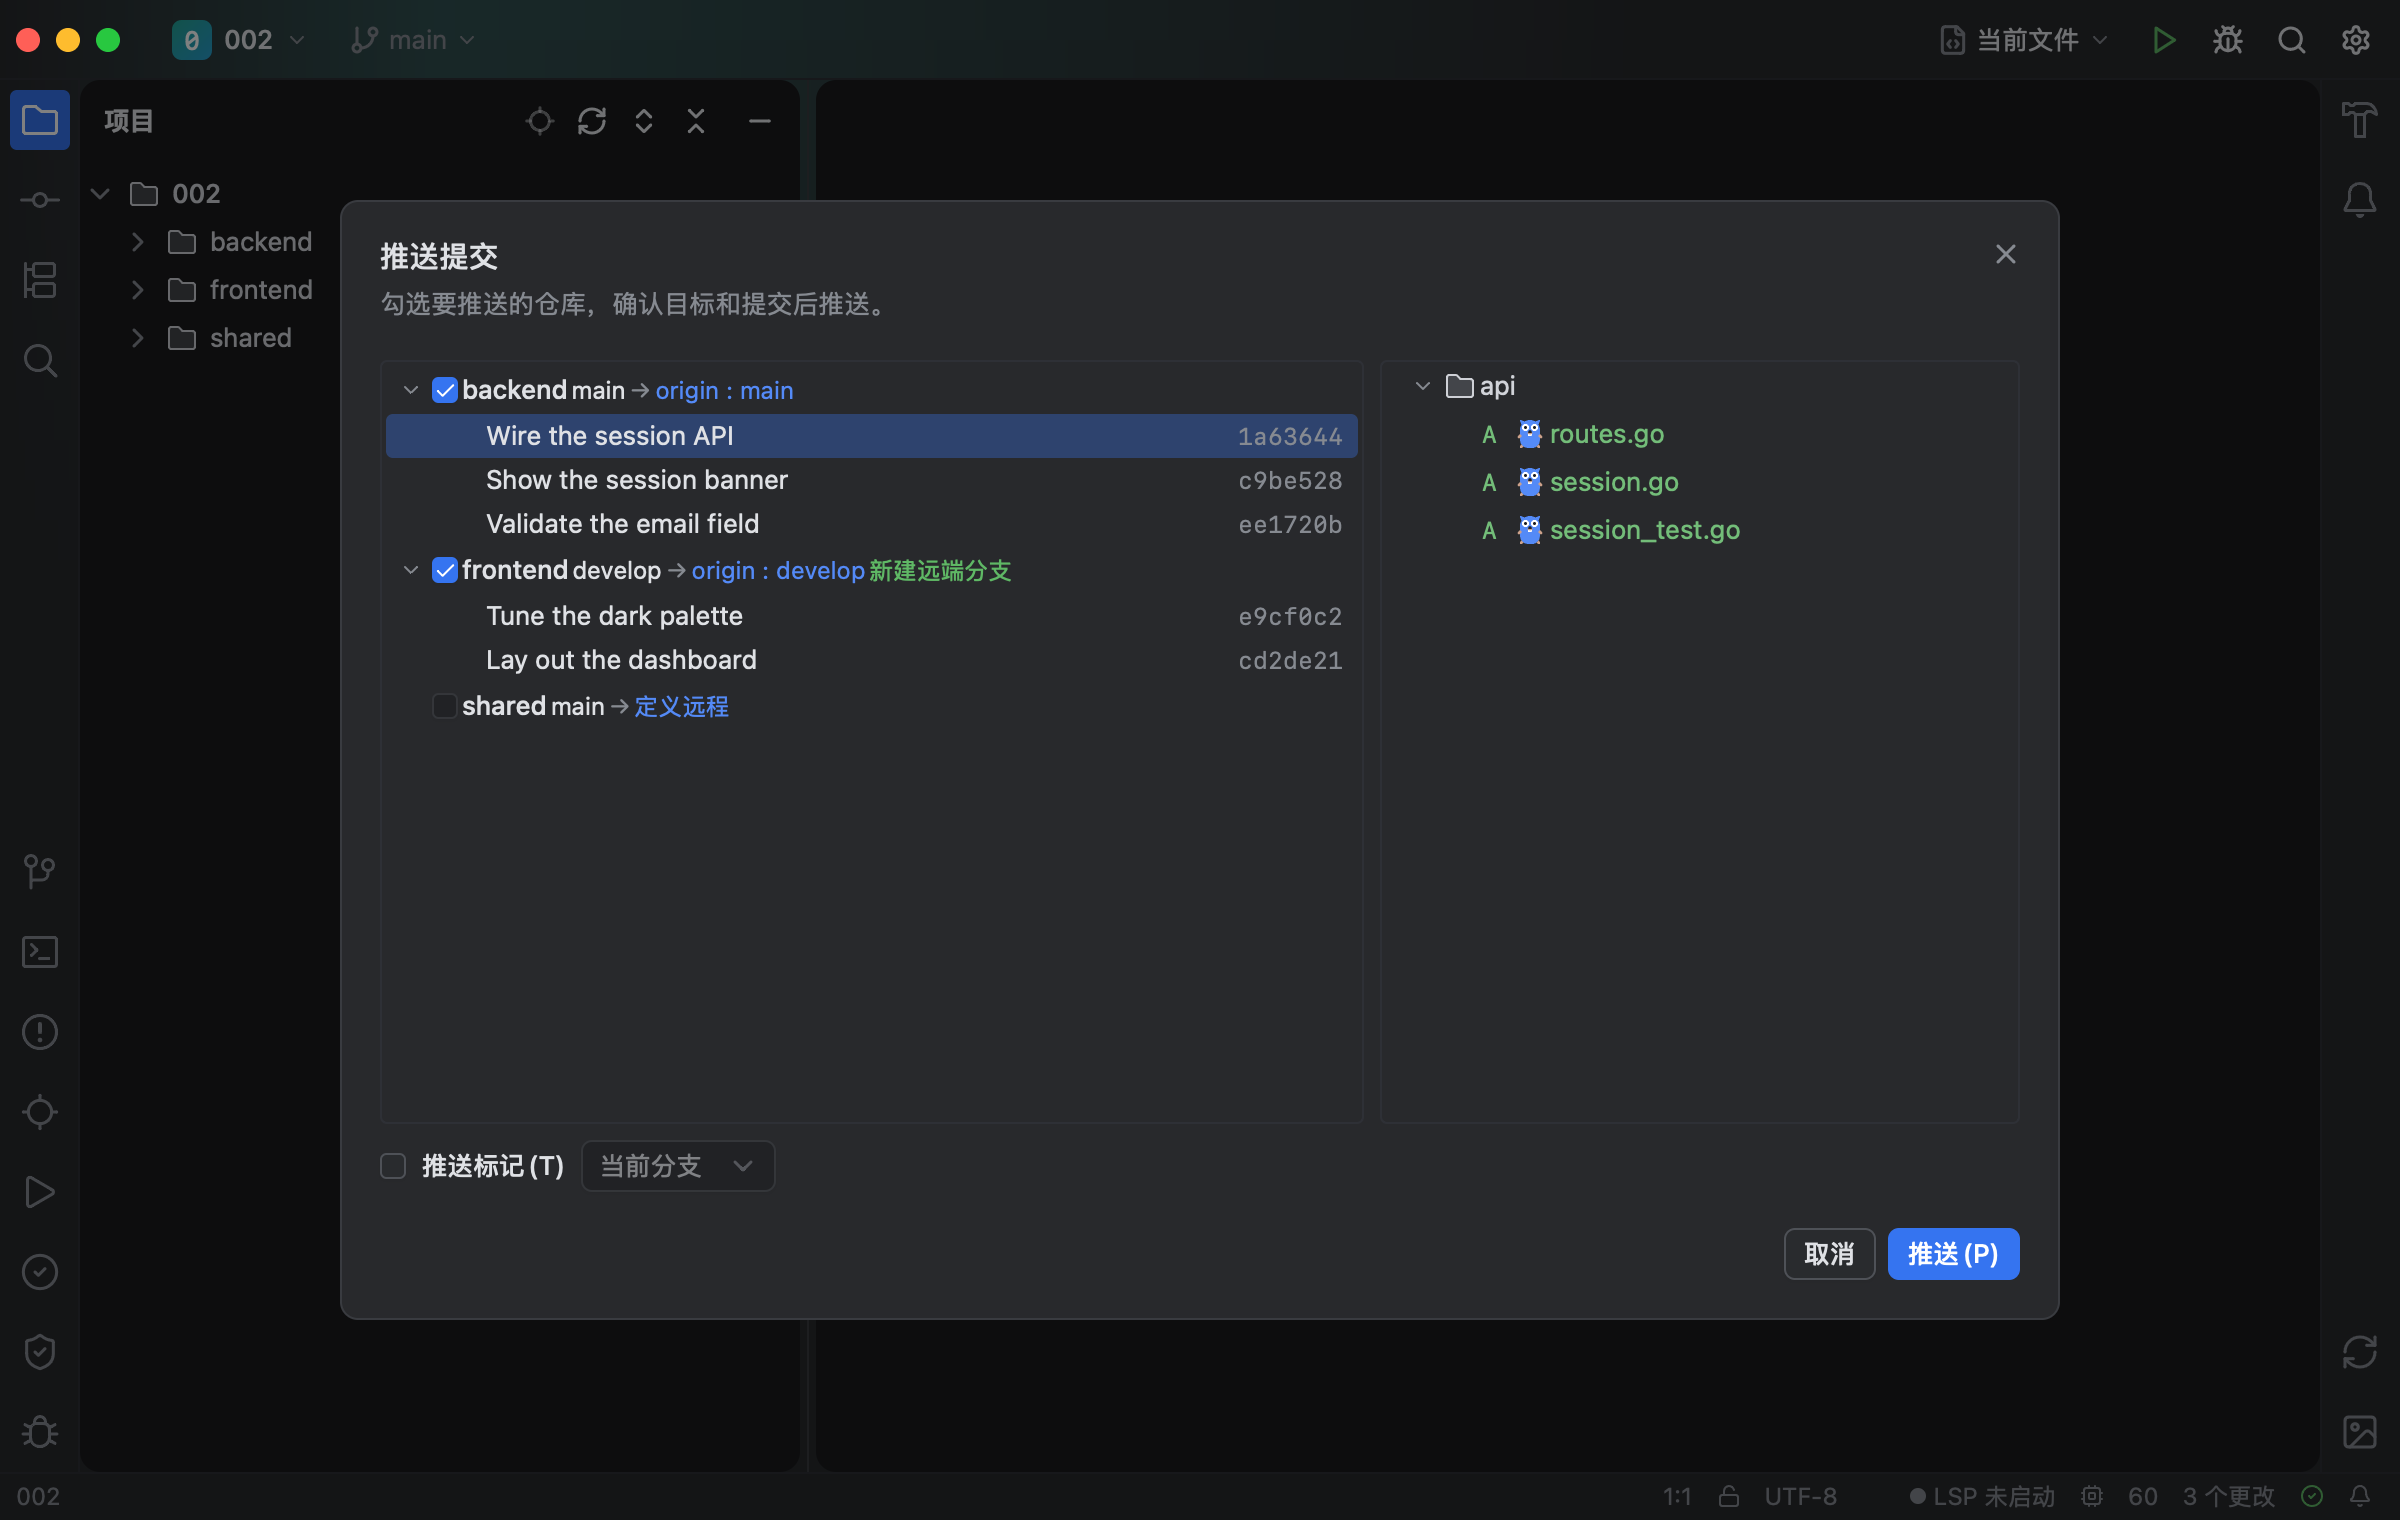 0 002 main 当前文件
项目
002
backend
frontend
shared
推送提交
勾选要推送的仓库，确认目标和提交后推送。
backend main → origin : main
Wire the session API 1a63644
Show the session banner c9be528
Validate the email field ee1720b
frontend develop → origin : develop 新建远端分支
Tune the dark palette e9cf0c2
Lay out the dashboard cd2de21
shared main → 定义远程
api
A routes.go
A session.go
A session_test.go
推送标记 (T) 当前分支
取消 推送 (P)
002 1:1 UTF-8 LSP 未启动 60 3 个更改